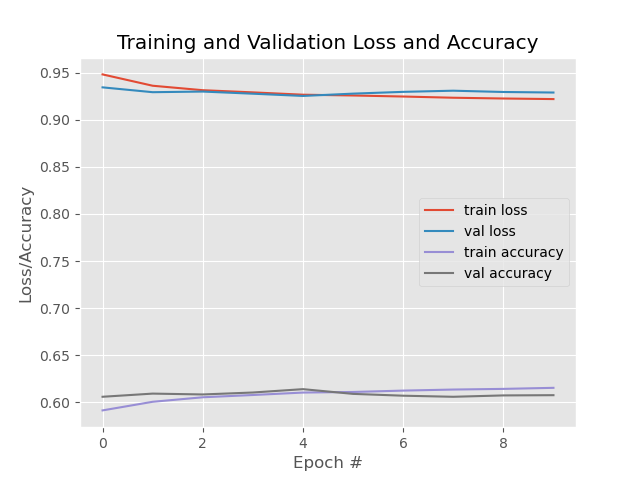 Training and Validation Loss and Accuracy
0.95
0.90
0.85
0.80
0.75
0.70
0.65
0.60
Loss/Accuracy
train loss
val loss
train accuracy
val accuracy
0 2 4 6 8
Epoch #